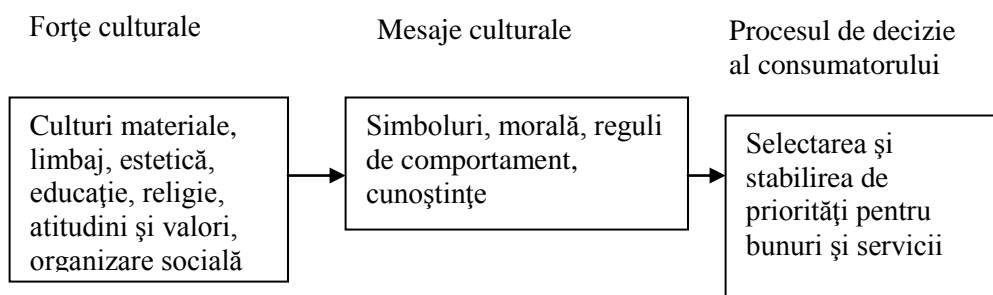 Forţe culturale
Mesaje culturale
Procesul de decizie
al consumatorului
Culturi materiale,
limbaj, estetică,
educaţie, religie,
atitudini şi valori,
organizare socială
Simboluri, morală, reguli
de comportament,
cunoştinţe
Selectarea şi
stabilirea de
priorităţi pentru
bunuri şi servicii